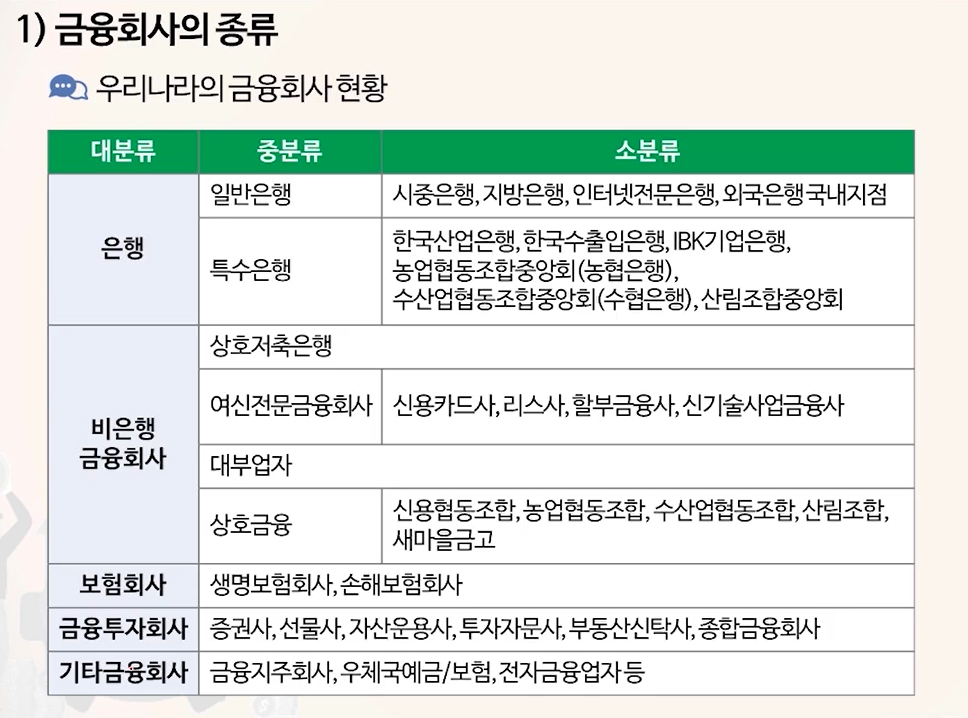 1) 금융회사의 종류
우리나라의 금융회사 현황
대분류 중분류 소분류
은행
일반은행 시중은행, 지방은행, 인터넷전문은행, 외국은행 국내지점
특수은행 한국산업은행, 한국수출입은행, IBK기업은행,
농업협동조합중앙회(농협은행),
수산업협동조합중앙회(수협은행), 산림조합중앙회
비은행
금융회사
상호저축은행
여신전문금융회사 신용카드사, 리스사, 할부금융사, 신기술사업금융사
대부업자
상호금융 신용협동조합, 농업협동조합, 수산업협동조합, 산림조합,
새마을금고
보험회사 생명보험회사, 손해보험회사
금융투자회사 증권사, 선물사, 자산운용사, 투자자문사, 부동산신탁사, 종합금융회사
기타금융회사 금융지주회사, 우체국예금/보험, 전자금융업자 등